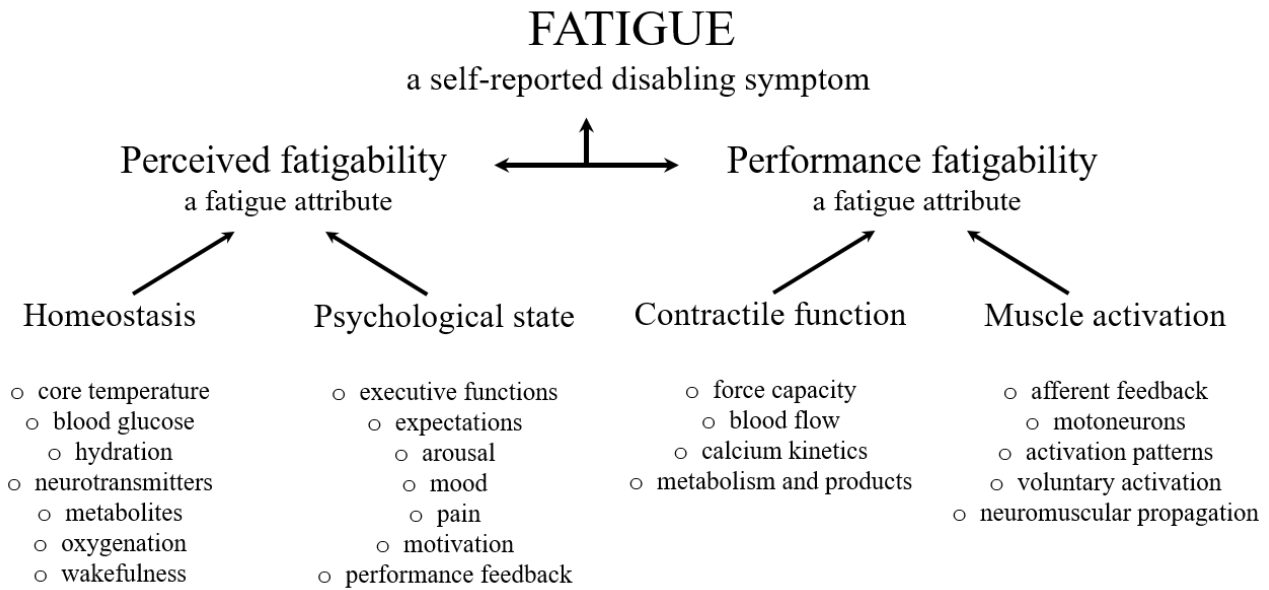 FATIGUE
a self-reported disabling symptom
Perceived fatigability
a fatigue attribute
Performance fatigability
a fatigue attribute
Homeostasis
o core temperature
o blood glucose
o hydration
o neurotransmitters
o metabolites
o oxygenation
o wakefulness
Psychological state
o executive functions
o expectations
o arousal
o mood
o pain
o motivation
o performance feedback
Contractile function
o force capacity
o blood flow
o calcium kinetics
o metabolism and products
Muscle activation
o afferent feedback
o motoneurons
o activation patterns
o voluntary activation
o neuromuscular propagation